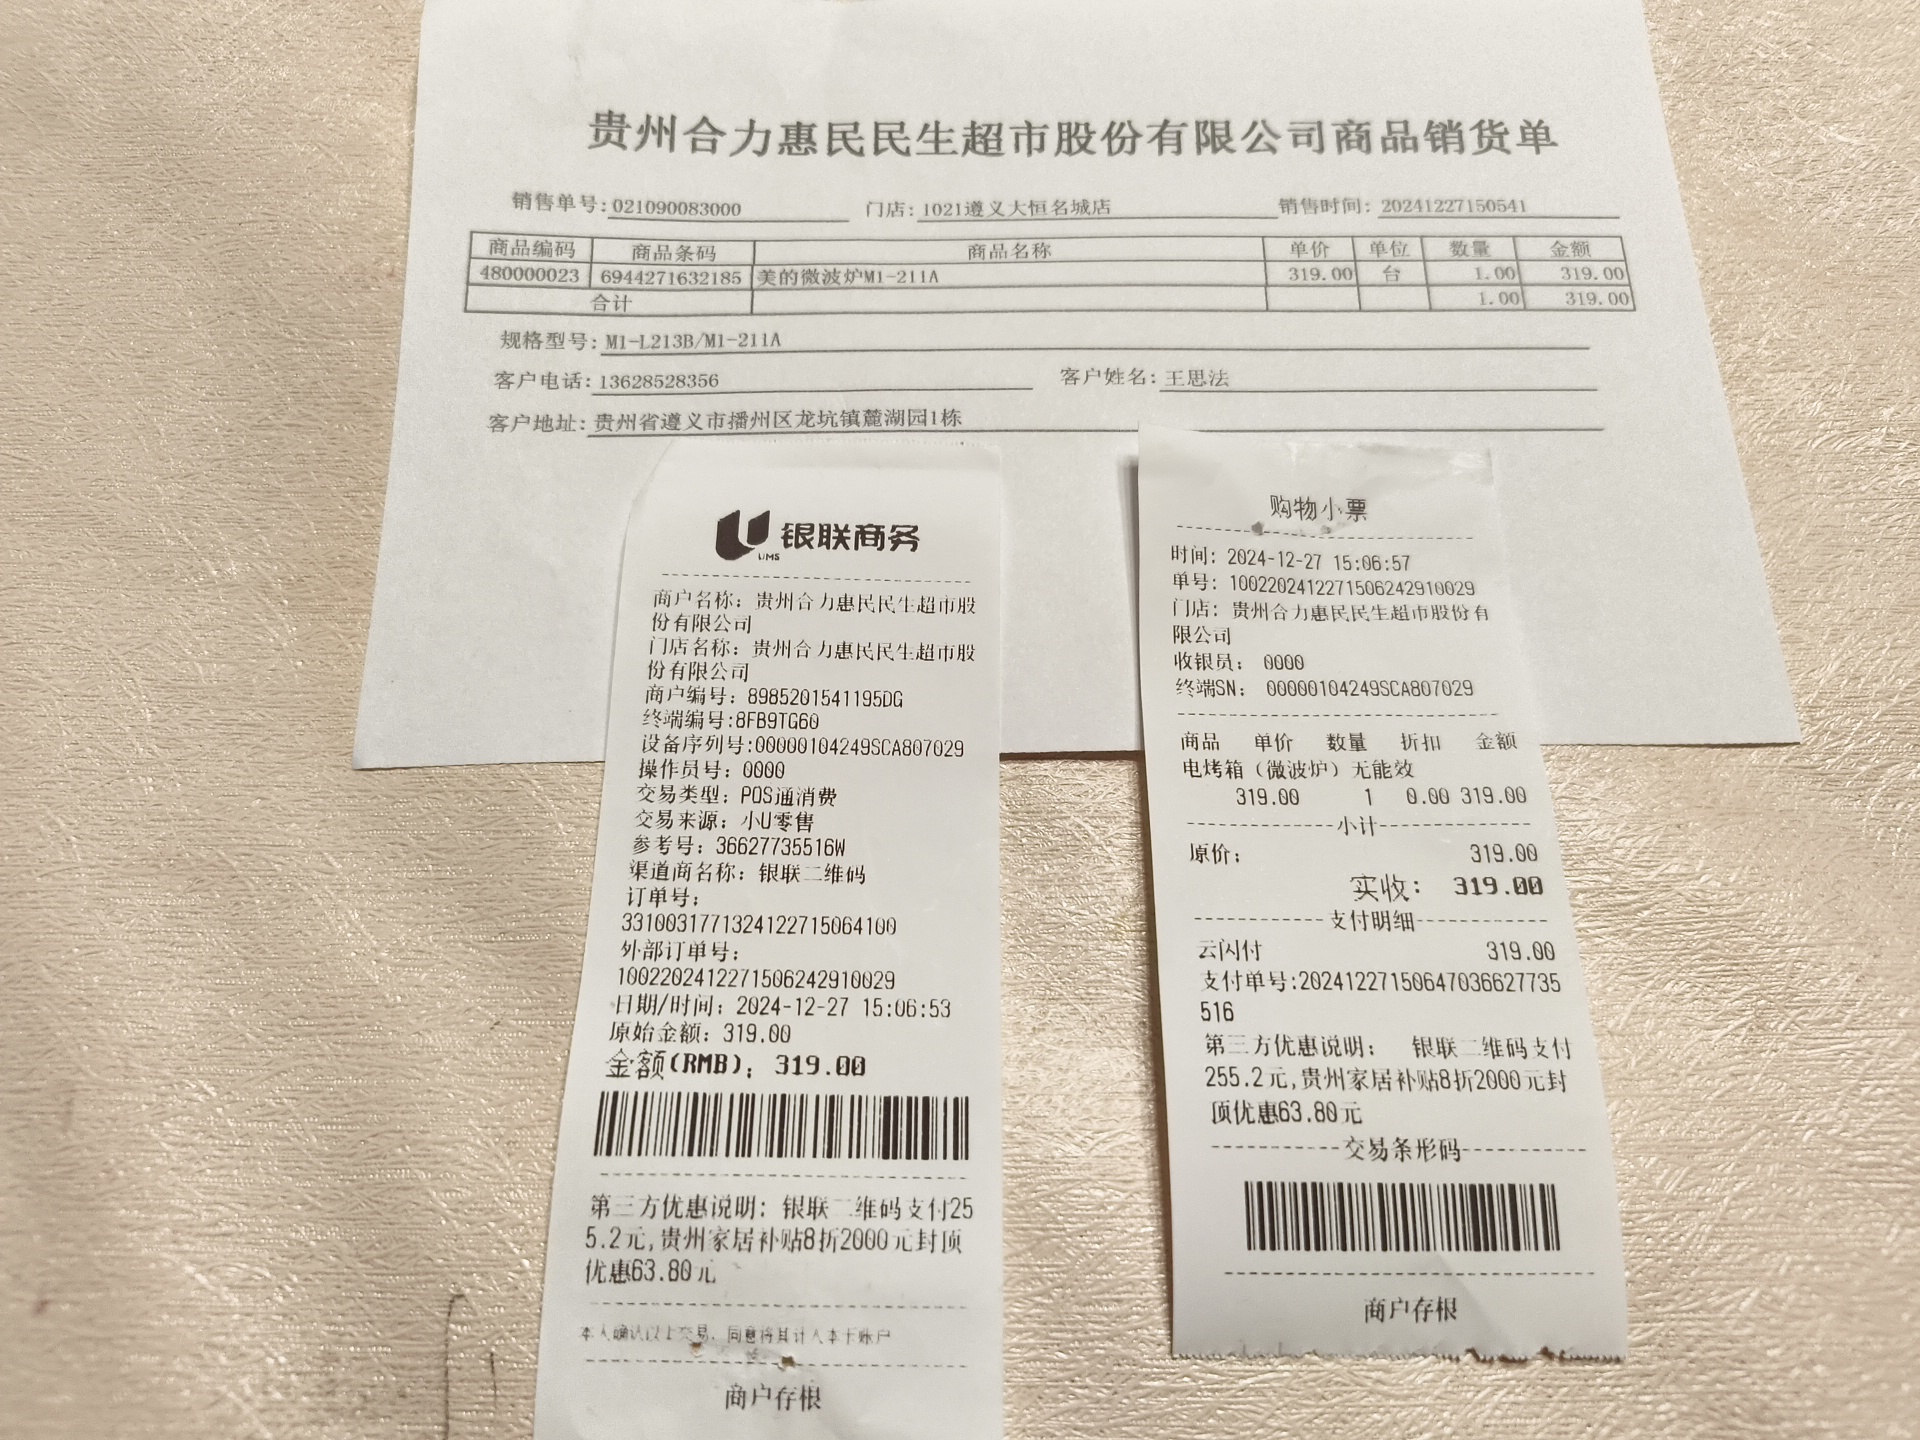 贵州合力惠民民生超市股份有限公司商品销货单
销售单号: 021090083000 门店: 1021遵义大恒名城店 销售时间: 20241227150541
商品编码 商品条码 商品名称 单价 单位 数量 金额
480000023 6944271632185 美的微波炉M1-211A 319.00 台 1.00 319.00
合计 1.00 319.00
规格型号: M1-L213B/M1-211A
客户电话: 13628528356 客户姓名: 王思法
客户地址: 贵州省遵义市播州区龙坑镇麓湖园1栋
银联商务
UMS
商户名称: 贵州合力惠民民生超市股
份有限公司
门店名称: 贵州合力惠民民生超市股
份有限公司
商户编号: 8985201541195DG
终端编号:8FB9TG60
设备序列号:00000104249SCA807029
操作员号: 0000
交易类型: POS通消费
交易来源: 小U零售
参考号: 36627735516W
渠道商名称: 银联二维码
订单号:
33100317713241227150641​00
外部订单号:
10022024122715062429​10029
日期/时间: 2024-12-27 15:06:53
原始金额: 319.00
金额(RMB): 319.00
第三方优惠说明: 银联二维码支付25
5.2元,贵州家居补贴8折2000元封顶
优惠63.80元
本人确认以上交易,同意将其计入本卡账户
商户存根
购物小票
时间: 2024-12-27 15:06:57
单号: 1002202412271506242910029
门店: 贵州合力惠民民生超市股份有
限公司
收银员: 0000
终端SN: 00000104249SCA807029
商品 单价 数量 折扣 金额
电烤箱（微波炉）无能效
319.00 1 0.00 319.00
小计
原价: 319.00
实收: 319.00
支付明细
云闪付 319.00
支付单号:20241227150647036627735
516
第三方优惠说明: 银联二维码支付
255.2元,贵州家居补贴8折2000元封
顶优惠63.80元
交易条形码
商户存根